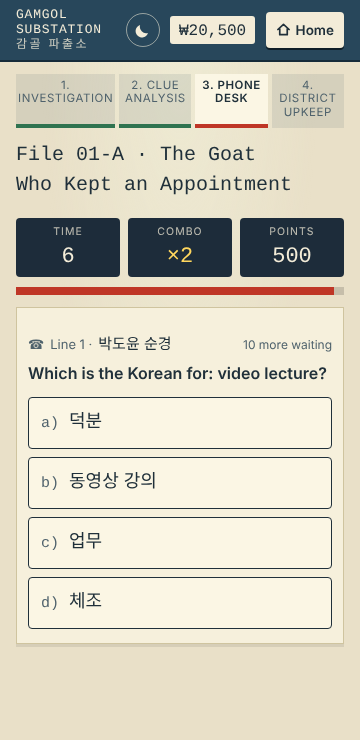 GAMGOL
SUBSTATION
감골 파출소
₩20,500
Home
1. INVESTIGATION
2. CLUE ANALYSIS
3. PHONE DESK
4. DISTRICT UPKEEP
File 01-A · The Goat
Who Kept an Appointment
TIME
6
COMBO
×2
POINTS
500
☎ Line 1 · 박도윤 순경
10 more waiting
Which is the Korean for: video lecture?
a) 덕분
b) 동영상 강의
c) 업무
d) 체조